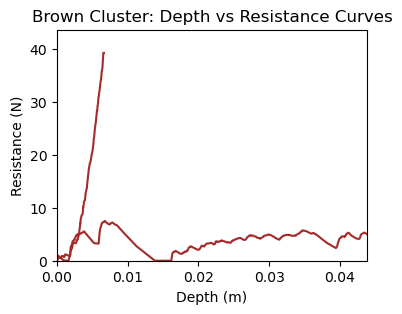 Brown Cluster: Depth vs Resistance Curves
Resistance (N)
40
30
20
10
0
0.00 0.01 0.02 0.03 0.04
Depth (m)